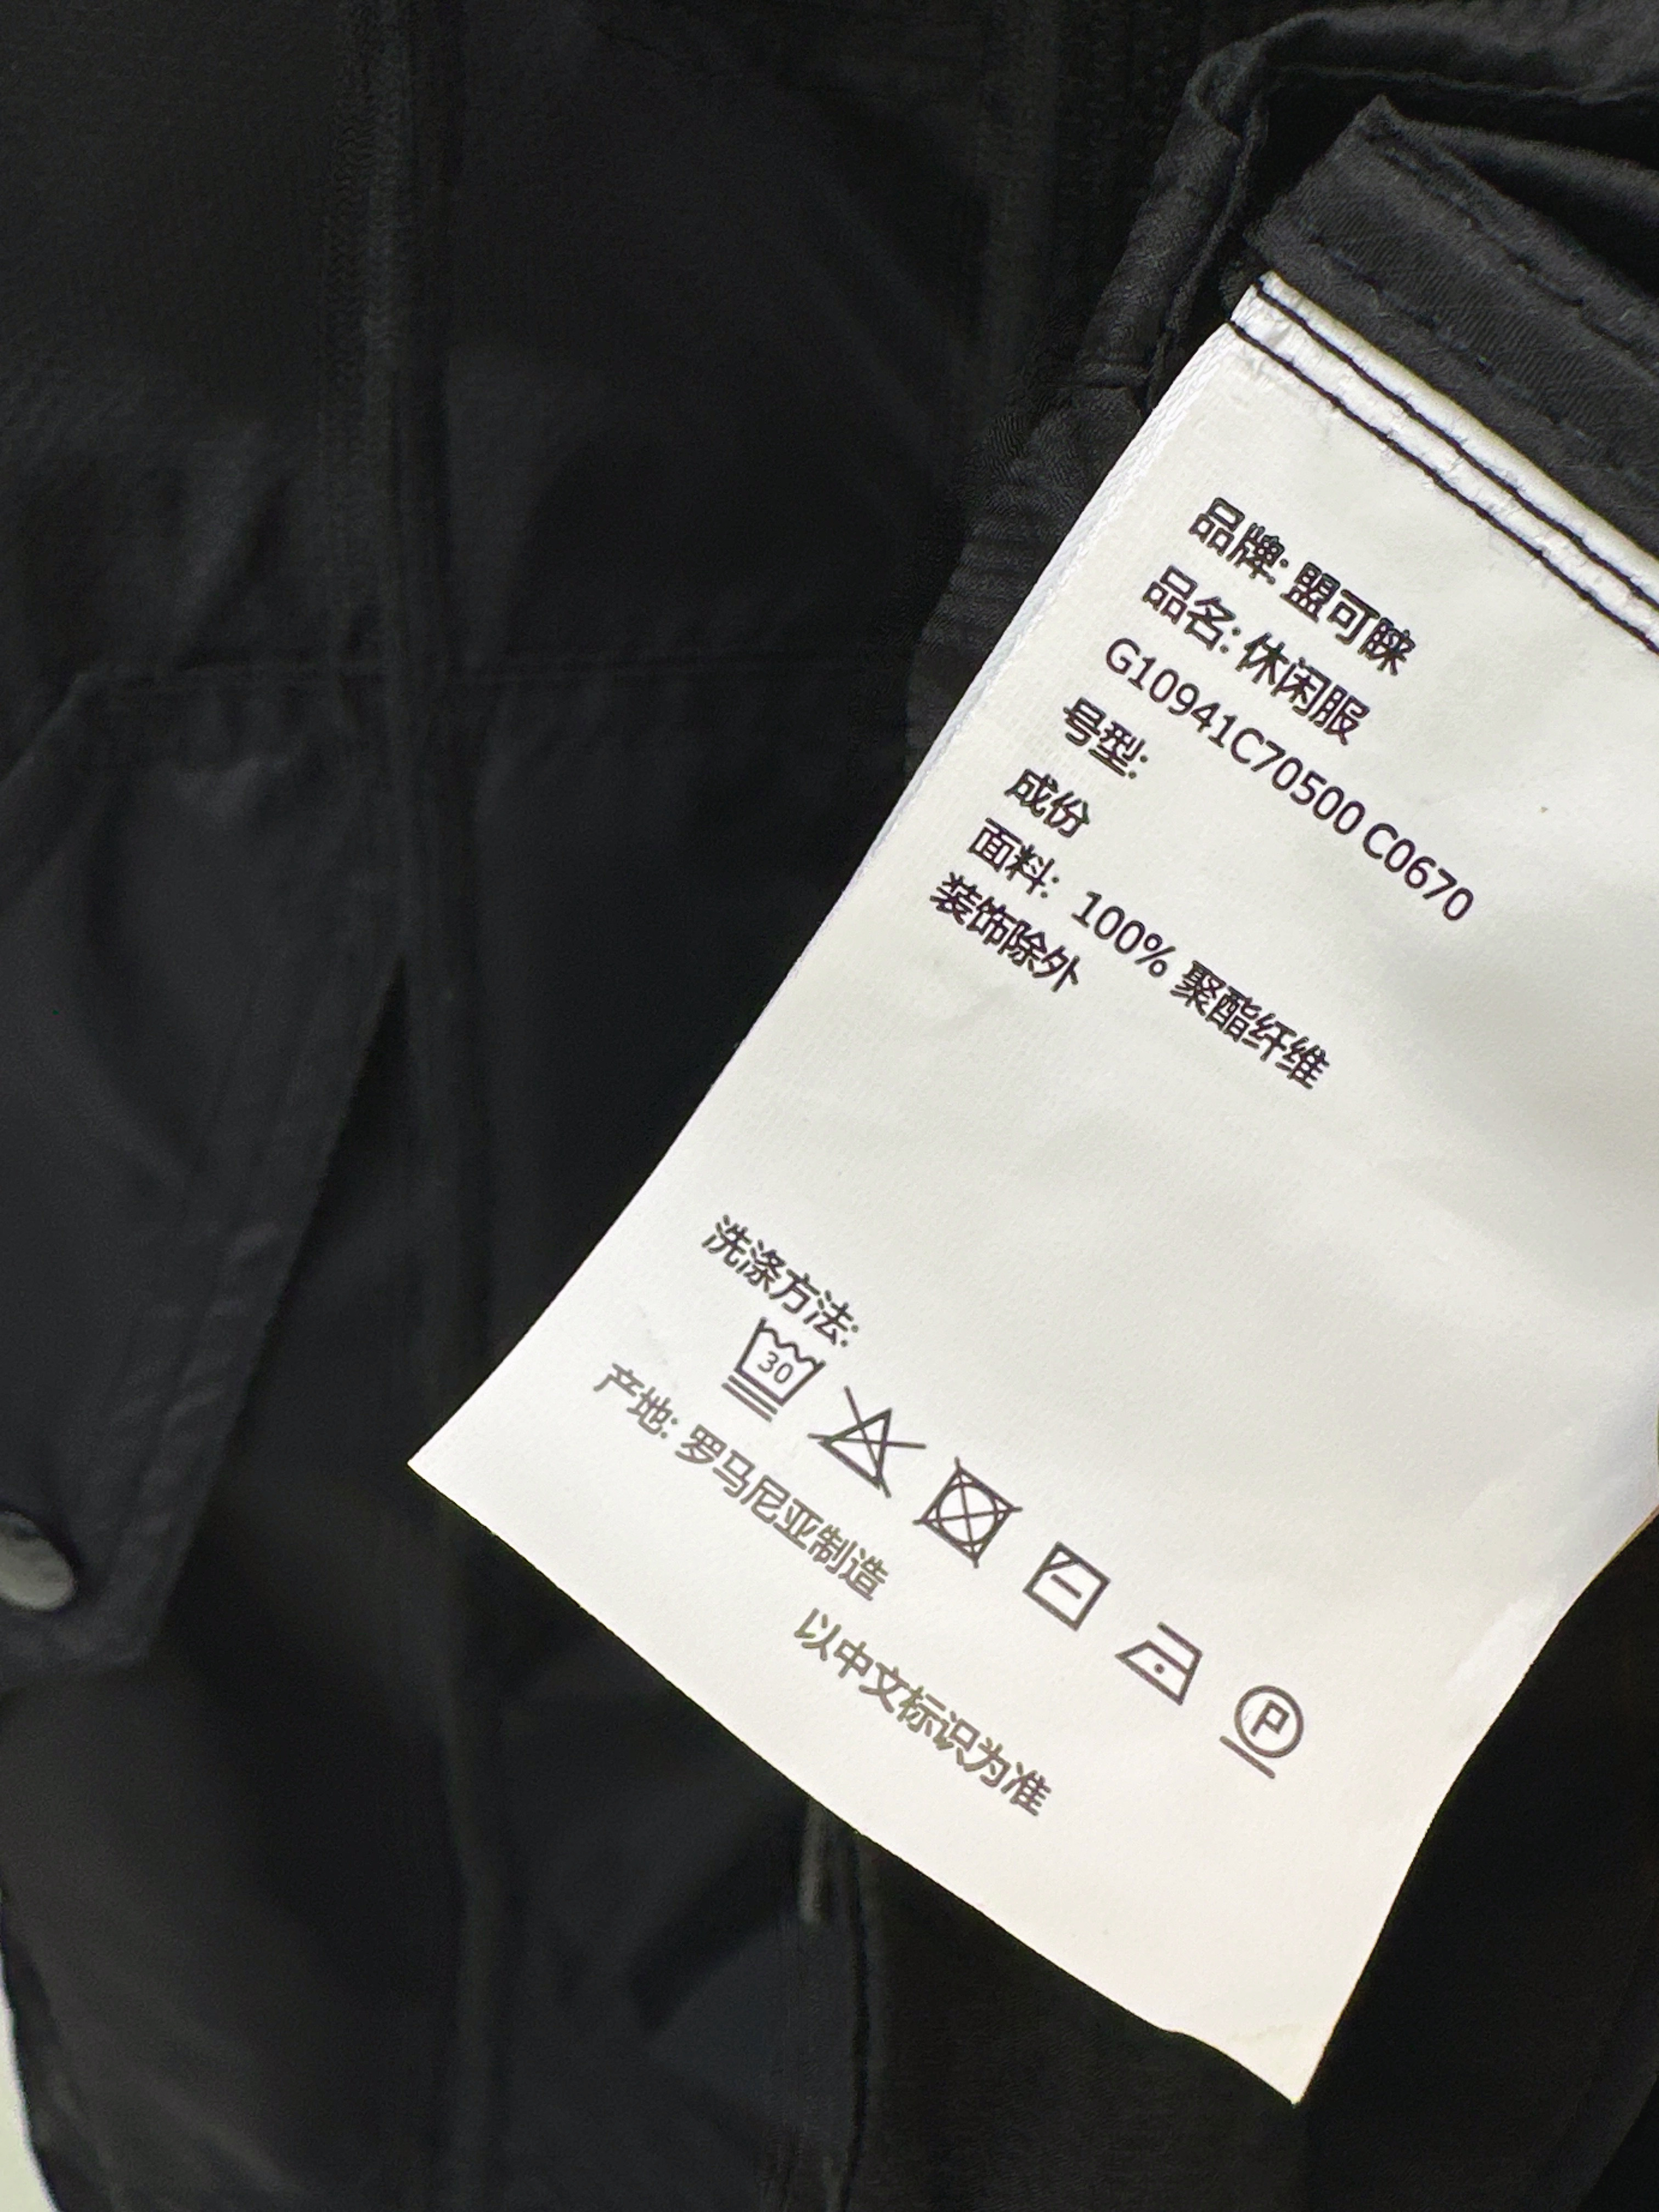 品牌: 盟可睐
品名: 休闲服
G10941C70500 C0670
号型:
成份
面料: 100% 聚酯纤维
装饰除外
洗涤方法:
30
P
产地: 罗马尼亚制造
以中文标识为准